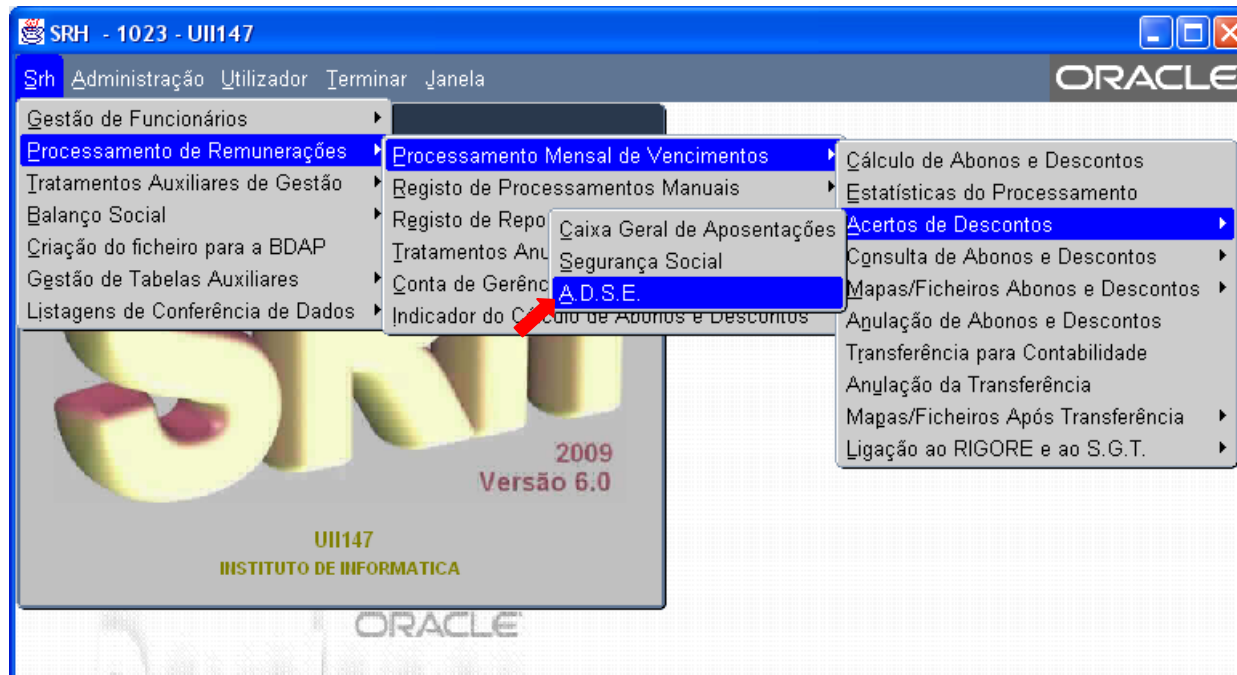 SRH - 1023 - UII147
Srh Administração Utilizador Terminar Janela
ORACLE
Gestão de Funcionários
Processamento de Remunerações
Tratamentos Auxiliares de Gestão
Balanço Social
Criação do ficheiro para a BDAP
Gestão de Tabelas Auxiliares
Listagens de Conferência de Dados
Processamento Mensal de Vencimentos
Registo de Processamentos Manuais
Registo de Repo
Tratamentos Anu
Conta de Gerênc
Indicador do Cálculo de Abonos e Descontos
Caixa Geral de Aposentações
Segurança Social
A.D.S.E.
Cálculo de Abonos e Descontos
Estatísticas do Processamento
Acertos de Descontos
Consulta de Abonos e Descontos
Mapas/Ficheiros Abonos e Descontos
Anulação de Abonos e Descontos
Transferência para Contabilidade
Anulação da Transferência
Mapas/Ficheiros Após Transferência
Ligação ao RIGORE e ao S.G.T.
SRH
2009
Versão 6.0
UII147
INSTITUTO DE INFORMATICA
ORACLE